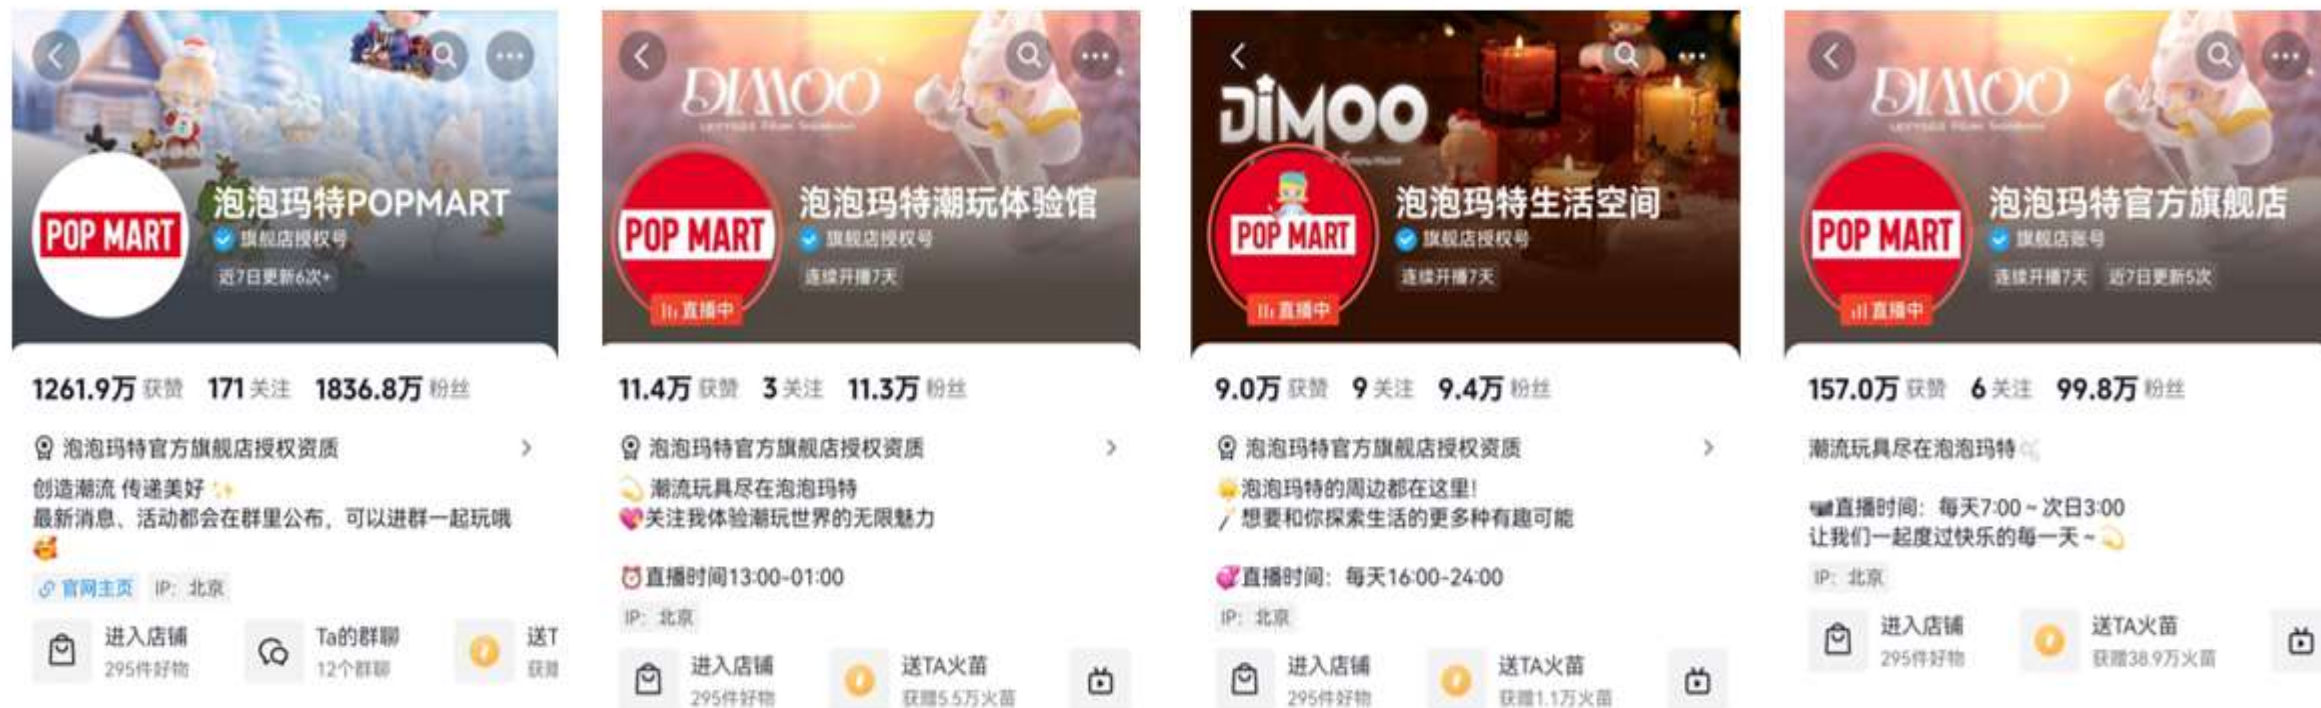 泡泡玛特POPMART
POP MART
旗舰店授权号
近7日更新6次+
1261.9万 获赞 171 关注 1836.8万 粉丝
泡泡玛特官方旗舰店授权资质
创造潮流 传递美好
最新消息、活动都会在群里公布，可以进群一起玩哦
官网主页 IP：北京
进入店铺 Ta的群聊 送T
295件好物 12个群聊 获赠
DIMOO
泡泡玛特潮玩体验馆
POP MART
旗舰店授权号
连续开播7天
直播中
11.4万 获赞 3 关注 11.3万 粉丝
泡泡玛特官方旗舰店授权资质
潮流玩具尽在泡泡玛特
关注我体验潮玩世界的无限魅力
直播时间13:00-01:00
IP：北京
进入店铺 送TA火苗
295件好物 获赠5.5万火苗
DIMOO
泡泡玛特生活空间
POP MART
旗舰店授权号
连续开播7天
直播中
9.0万 获赞 9 关注 9.4万 粉丝
泡泡玛特官方旗舰店授权资质
泡泡玛特的周边都在这里！
想要和你探索生活的更多种有趣可能
直播时间：每天16:00-24:00
IP：北京
进入店铺 送TA火苗
295件好物 获赠1.1万火苗
DIMOO
泡泡玛特官方旗舰店
POP MART
旗舰店账号
连续开播7天 近7日更新5次
直播中
157.0万 获赞 6 关注 99.8万 粉丝
潮流玩具尽在泡泡玛特
直播时间：每天7:00~次日3:00
让我们一起度过快乐的每一天~
IP：北京
进入店铺 送TA火苗
295件好物 获赠38.9万火苗